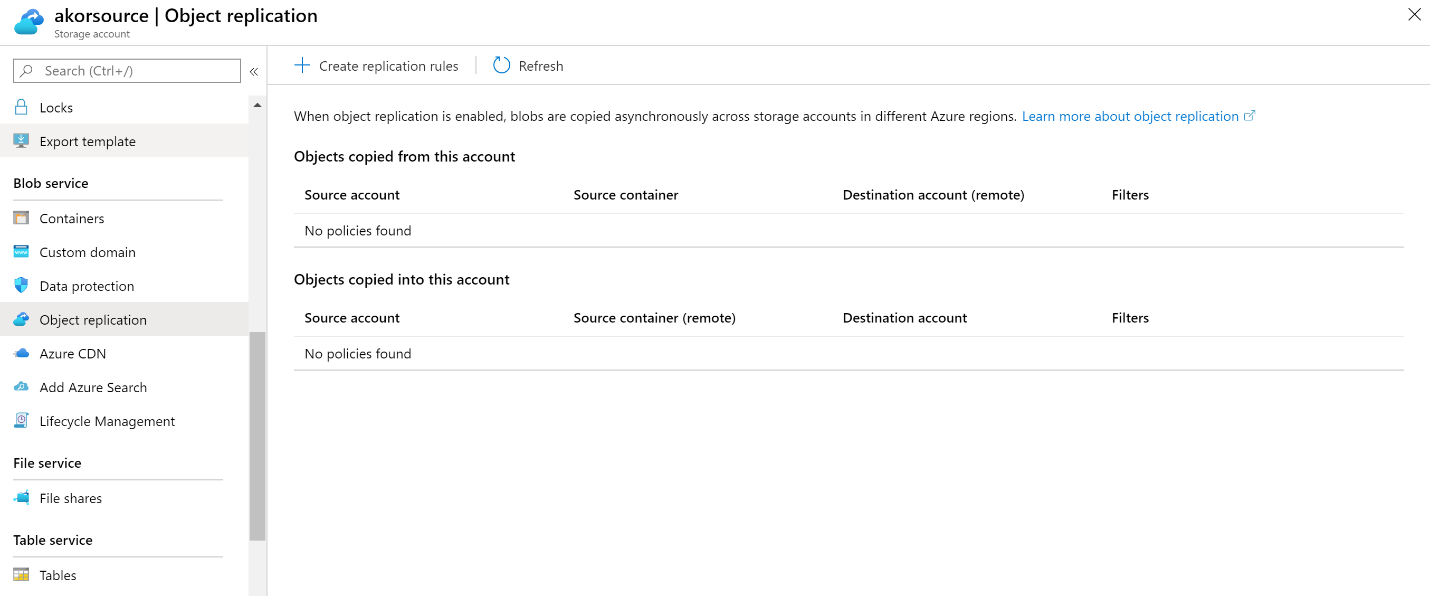 akorsource | Object replication
Storage account
Search (Ctrl+/)
«
Locks
Export template
Blob service
Containers
Custom domain
Data protection
Object replication
Azure CDN
Add Azure Search
Lifecycle Management
File service
File shares
Table service
Tables
Create replication rules
Refresh
When object replication is enabled, blobs are copied asynchronously across storage accounts in different Azure regions. Learn more about object replication
Objects copied from this account
Source account Source container Destination account (remote) Filters
No policies found
Objects copied into this account
Source account Source container (remote) Destination account Filters
No policies found